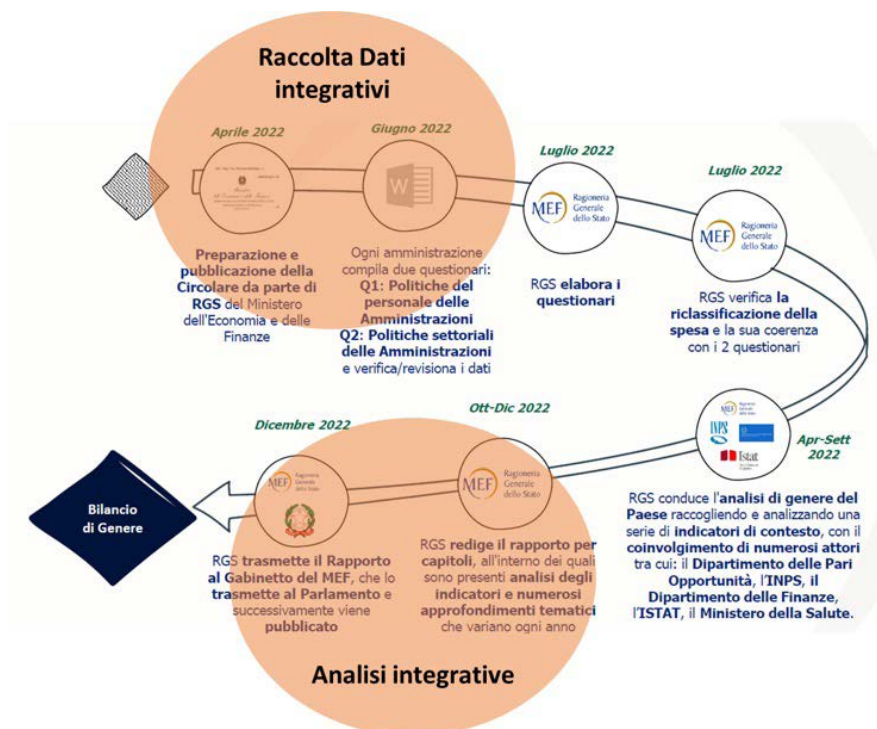 Raccolta Dati
integrativi
Aprile 2022
Giugno 2022
Luglio 2022
Luglio 2022
W
MEF
Ragioneria
Generale
dello Stato
MEF
Ragioneria
Generale
dello Stato
Preparazione e
pubblicazione della
Circolare da parte di
RGS del Ministero
dell'Economia e delle
Finanze
Ogni amministrazione
compila due questionari:
Q1: Politiche del
personale delle
Amministrazioni
Q2: Politiche settoriali
delle Amministrazioni
e verifica/revisiona i dati
RGS elabora i
questionari
RGS verifica la
riclassificazione della
spesa e la sua coerenza
con i 2 questionari
Apr-Sett
2022
MEF
INPS
Istat
RGS conduce l'analisi di genere del
Paese raccogliendo e analizzando una
serie di indicatori di contesto, con il
coinvolgimento di numerosi attori
tra cui: il Dipartimento delle Pari
Opportunità, l'INPS, il
Dipartimento delle Finanze,
l'ISTAT, il Ministero della Salute.
Ott-Dic 2022
MEF
Ragioneria
Generale
dello Stato
RGS redige il rapporto per
capitoli, all'interno dei quali
sono presenti analisi degli
indicatori e numerosi
approfondimenti tematici
che variano ogni anno
Dicembre 2022
MEF
Ragioneria
Generale
dello Stato
RGS trasmette il Rapporto
al Gabinetto del MEF, che lo
trasmette al Parlamento e
successivamente viene
pubblicato
Bilancio
di Genere
Analisi integrative